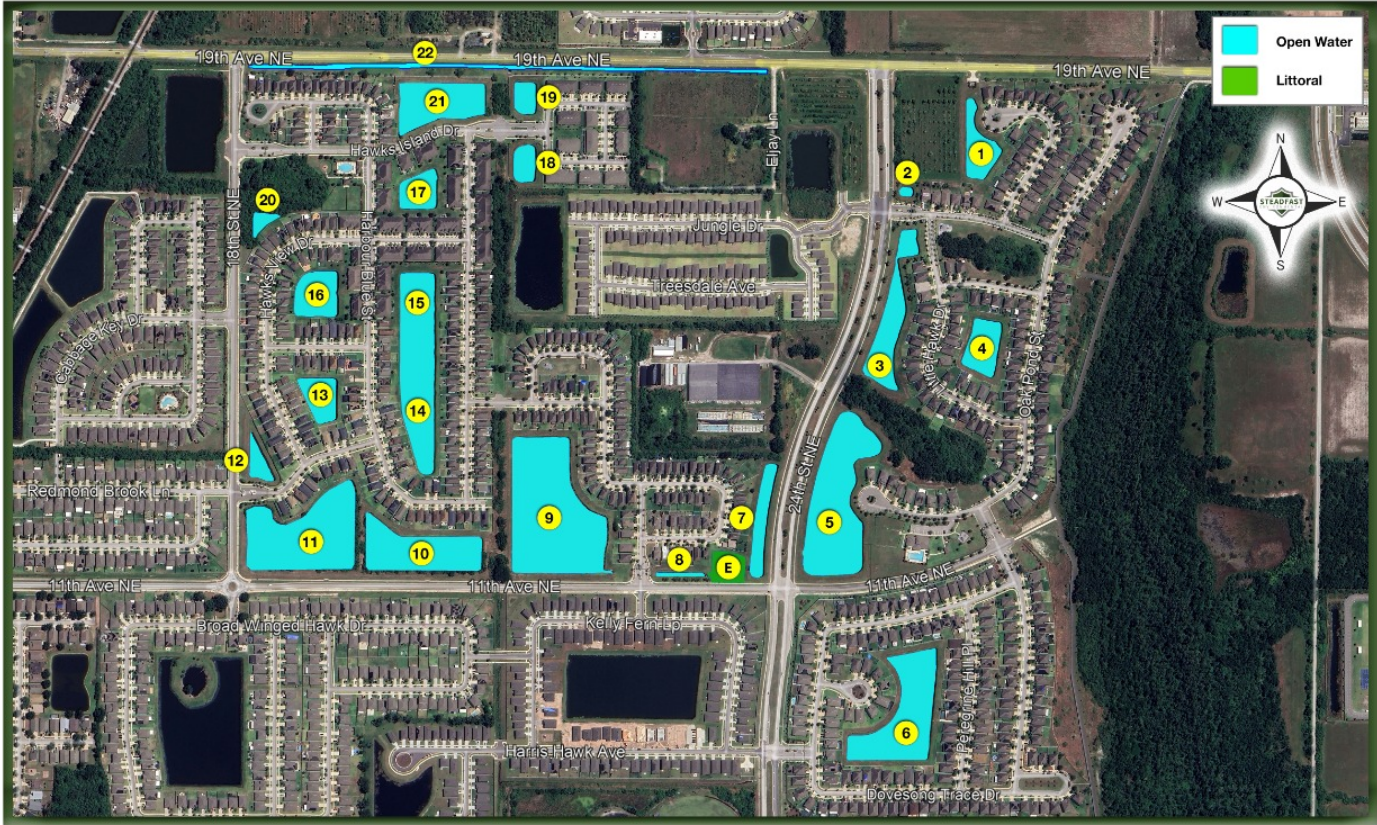 19th Ave NE
22
19th Ave NE
19th Ave NE
Open Water
Littoral
21
19
Hawks Island Dr
Eljay Ln
1
18
2
17
N
W
STEADFAST
E
S
20
18th St NE
Hawks View Dr
Harbour Blue St
Jungle Dr
Treesdale Ave
16
15
Cabbage Key Dr
3
Little Hawk Dr
4
Oak Pond St
13
14
12
Redmond Brook Ln
24th St NE
11
10
9
7
8
E
5
11th Ave NE
11th Ave NE
11th Ave NE
Broad Winged Hawk Dr
Kelly Fern Lp
Peregrine Hill Pl
6
Harris Hawk Ave
Dovesong Trace Dr